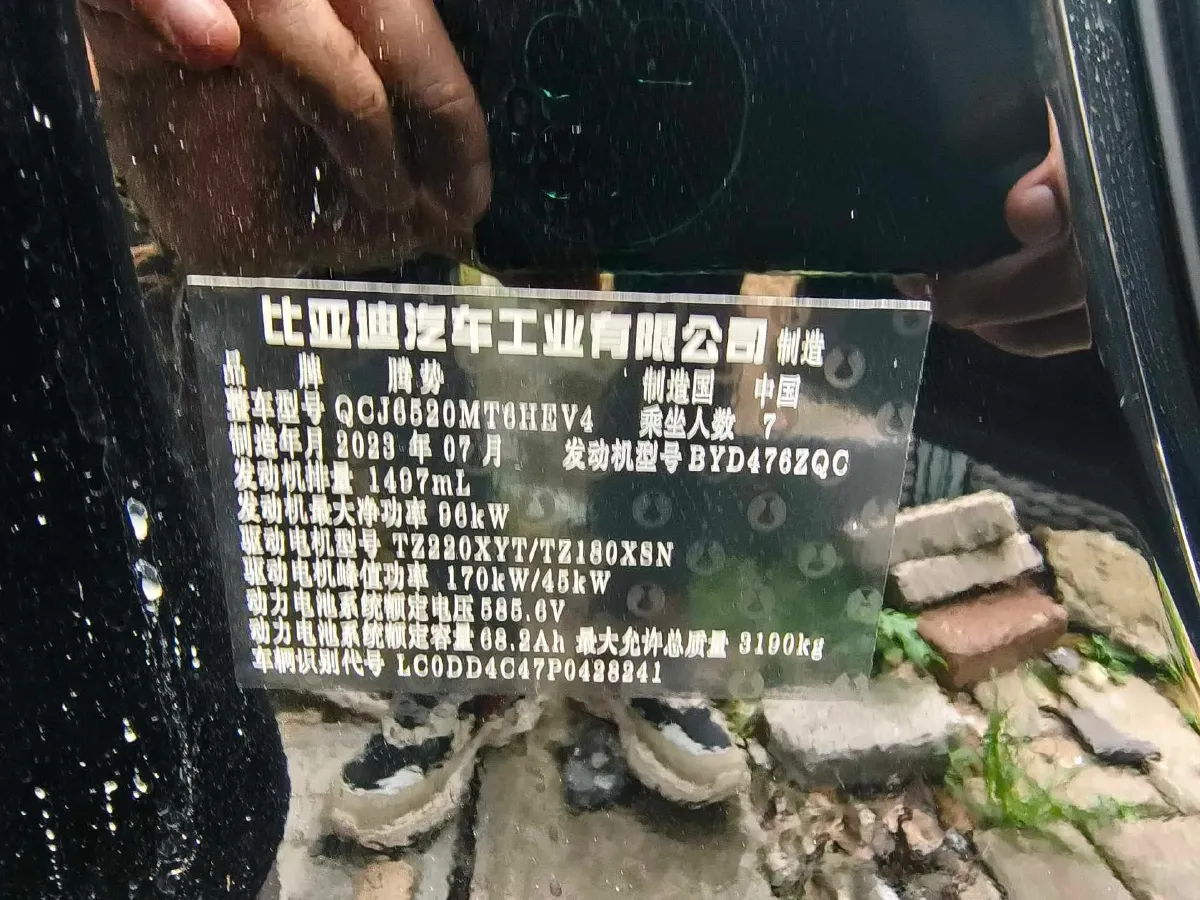 比亚迪汽车工业有限公司 制造
品 牌 腾势 制造国 中国
整车型号 QCJ6520MT6HEV4 乘坐人数 7
制造年月 2023 年 07 月 发动机型号 BYD476ZQC
发动机排量 1497mL
发动机最大净功率 96kW
驱动电机型号 TZ220XYT/TZ180XSN
驱动电机峰值功率 170kW/45kW
动力电池系统额定电压 585.6V
动力电池系统额定容量 68.2Ah 最大允许总质量 3190kg
车辆识别代号 LC0DD4C47P0428241